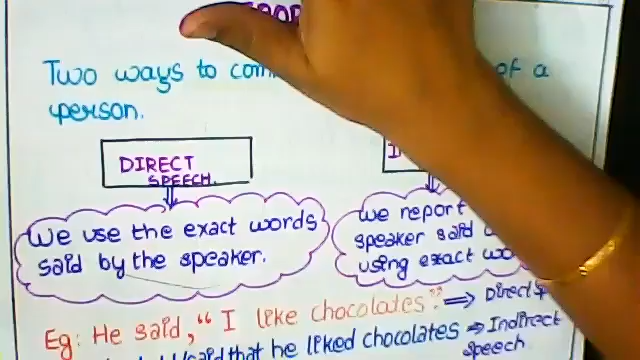 Two ways to com of a
person.
DIRECT
SPEECH.
We use the exact words
said by the speaker.
We report
speaker said
using exact wo
Eg: He said, "I like chocolates." ⇒ Direct
said that he liked chocolates ⇒ Indirect
Speech